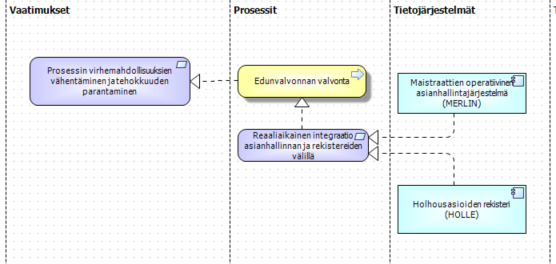 Vaatimukset
Prosessit
Tietojärjestelmät
Prosessin virhemahdollisuuksien
vähentäminen ja tehokkuuden
parantaminen
Edunvalvonnan valvonta
Maistraattien operatiivinen
asianhallintajärjestelmä
(MERLIN)
Reaaliaikainen integraatio
asianhallinnan ja rekistereiden
välillä
Holhousasioiden rekisteri
(HOLLE)